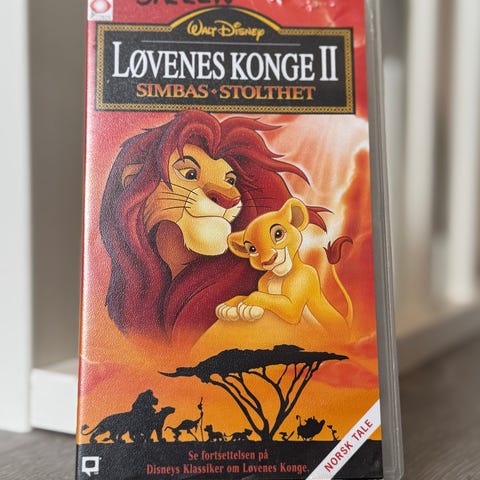 Walt Disney
LØVENES KONGE II
SIMBAS • STOLTHET
Se fortsettelsen på
Disneys Klassiker om Løvenes Konge.
NORSK TALE